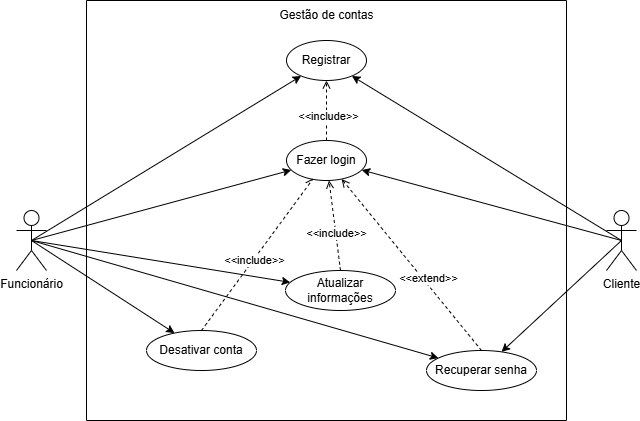 Gestão de contas
Registrar
<<include>>
Fazer login
<<include>>
<<include>>
<<extend>>
Funcionário
Cliente
Atualizar
informações
Desativar conta
Recuperar senha